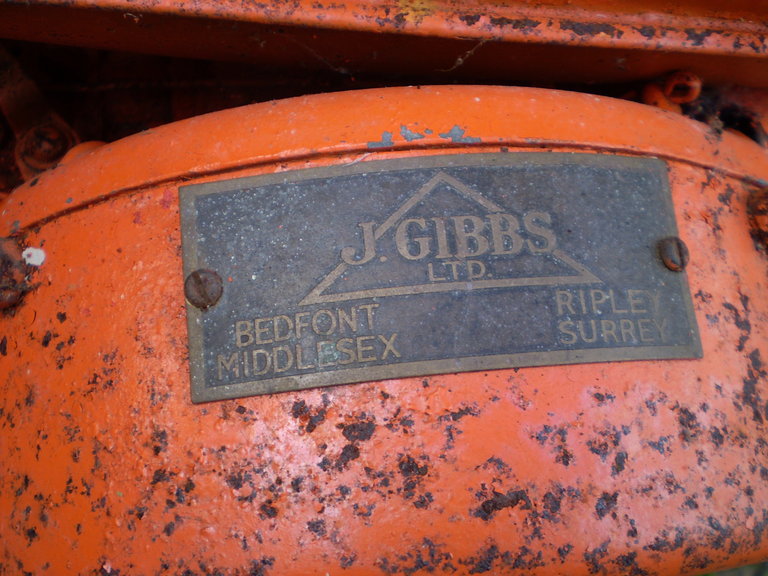 J. GIBBS
LTD.
BEDFONT
MIDDLESEX
RIPLEY
SURREY